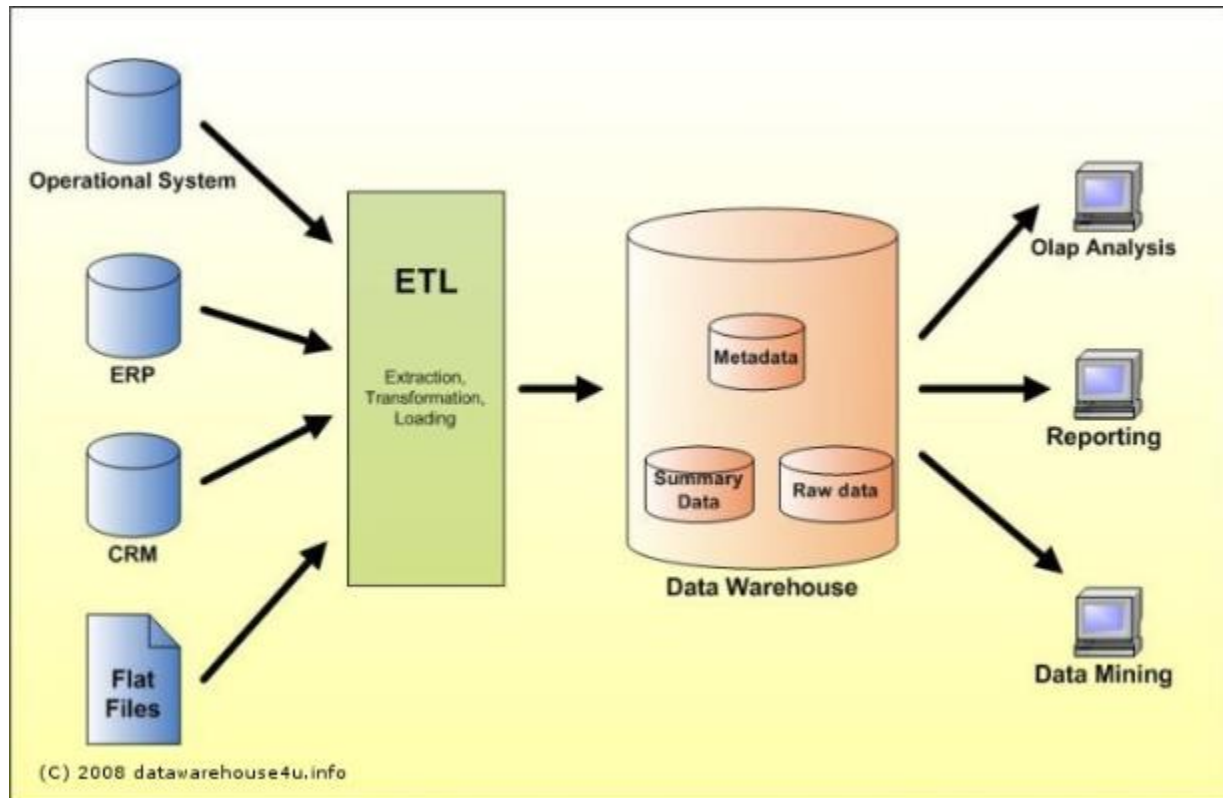 Operational System
ERP
CRM
Flat
Files
ETL
Extraction,
Transformation,
Loading
Metadata
Summary
Data
Raw data
Data Warehouse
Olap Analysis
Reporting
Data Mining
(C) 2008 datawarehouse4u.info